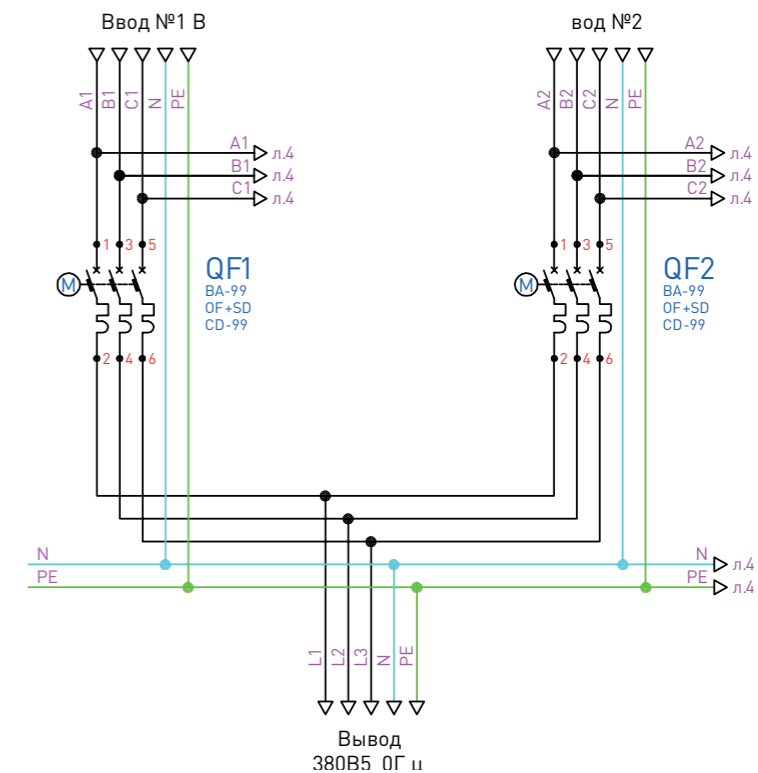 Ввод №1 В
вод №2
A1
B1
C1
N
PE
A2
B2
C2
N
PE
A1 л.4
B1 л.4
C1 л.4
A2 л.4
B2 л.4
C2 л.4
1 3 5
1 3 5
M
QF1
BA-99
OF+SD
CD-99
M
QF2
BA-99
OF+SD
CD-99
2 4 6
2 4 6
N
N л.4
PE
PE л.4
L1
L2
L3
N
PE
Вывод
380В5 0Г ц